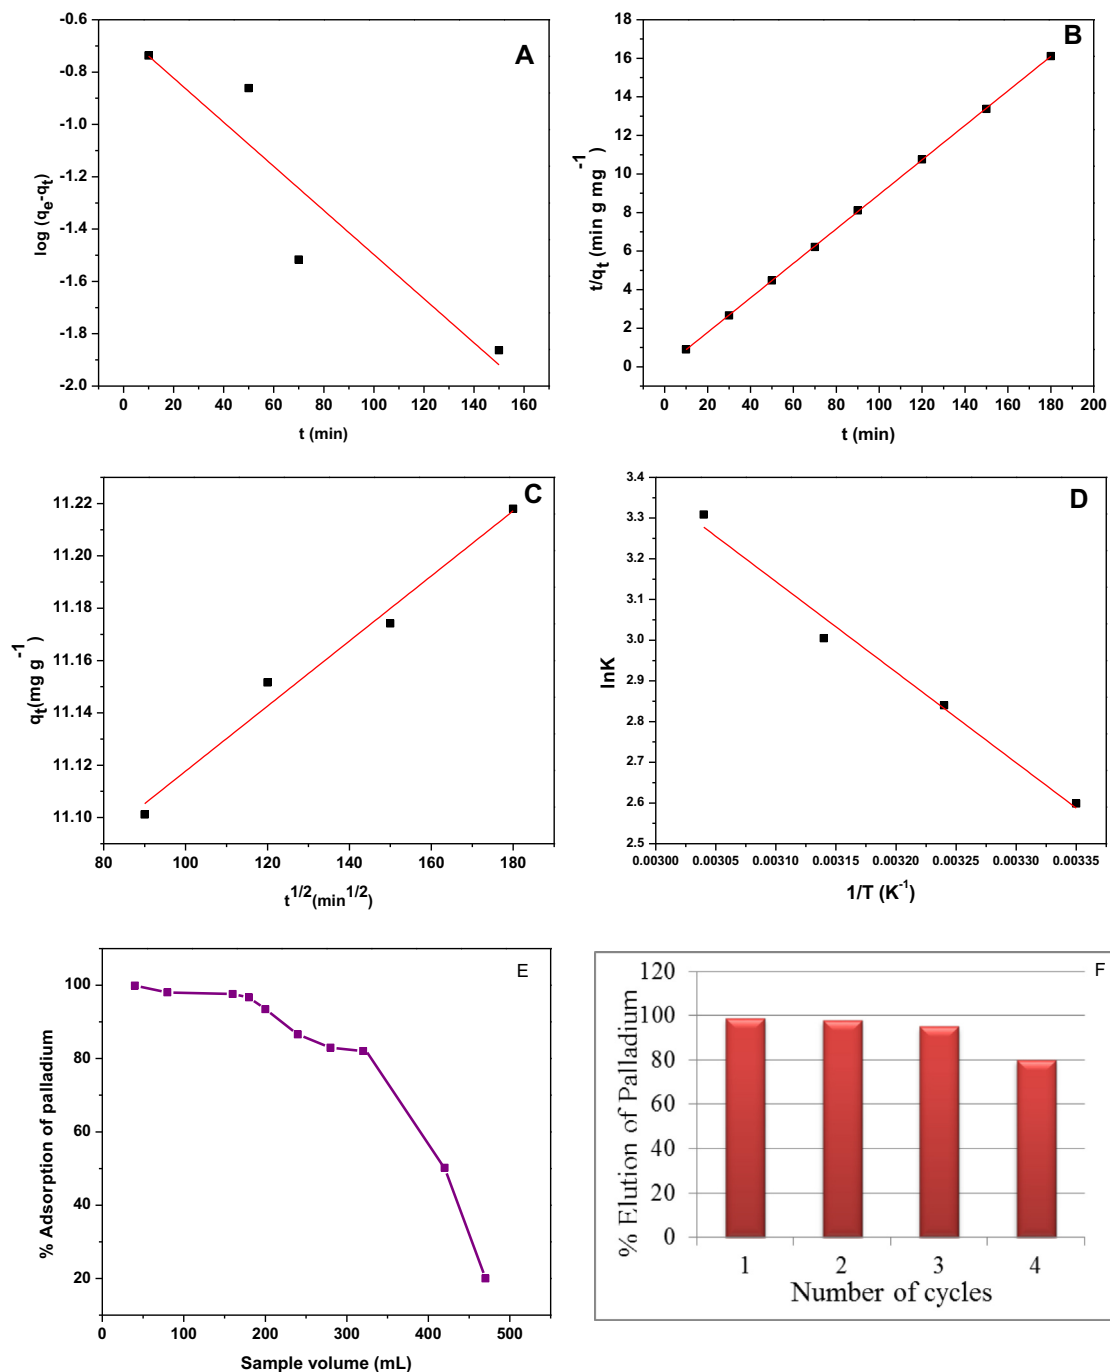 A
-0.6
-0.8
-1.0
-1.2
-1.4
-1.6
-1.8
-2.0
0 20 40 60 80 100 120 140 160
log (qe-qt)
t (min)
B
18
16
14
12
10
8
6
4
2
0
0 20 40 60 80 100 120 140 160 180 200
t/qt (min g mg-1)
t (min)
C
11.22
11.20
11.18
11.16
11.14
11.12
11.10
80 100 120 140 160 180
qt(mg g-1)
t1/2(min1/2)
D
3.4
3.3
3.2
3.1
3.0
2.9
2.8
2.7
2.6
2.5
0.00300 0.00305 0.00310 0.00315 0.00320 0.00325 0.00330 0.00335
lnK
1/T (K-1)
E
100
80
60
40
20
0 100 200 300 400 500
% Adsorption of palladium
Sample volume (mL)
F
120
100
80
60
40
20
0
1 2 3 4
% Elution of Palladium
Number of cycles